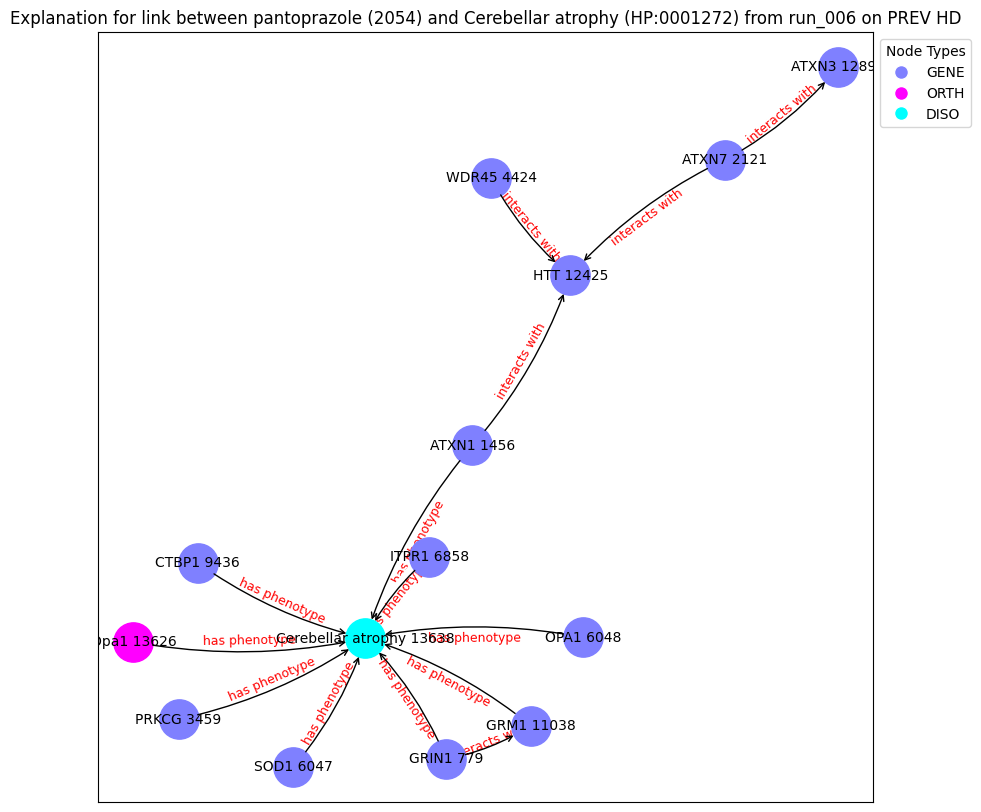 Explanation for link between pantoprazole (2054) and Cerebellar atrophy (HP:0001272) from run_006 on PREV HD
Node Types
GENE
ORTH
DISO
ATXN3 1289
interacts with
ATXN7 2121
WDR45 4424
interacts with
interacts with
HTT 12425
interacts with
ATXN1 1456
has phenotype
ITPR1 6858
CTBP1 9436
has phenotype
has phenotype
Opa1 13626
has phenotype
Cerebellar atrophy 13638
has phenotype
OPA1 6048
has phenotype
has phenotype
has phenotype
has phenotype
PRKCG 3459
GRM1 11038
interacts with
SOD1 6047
GRIN1 779